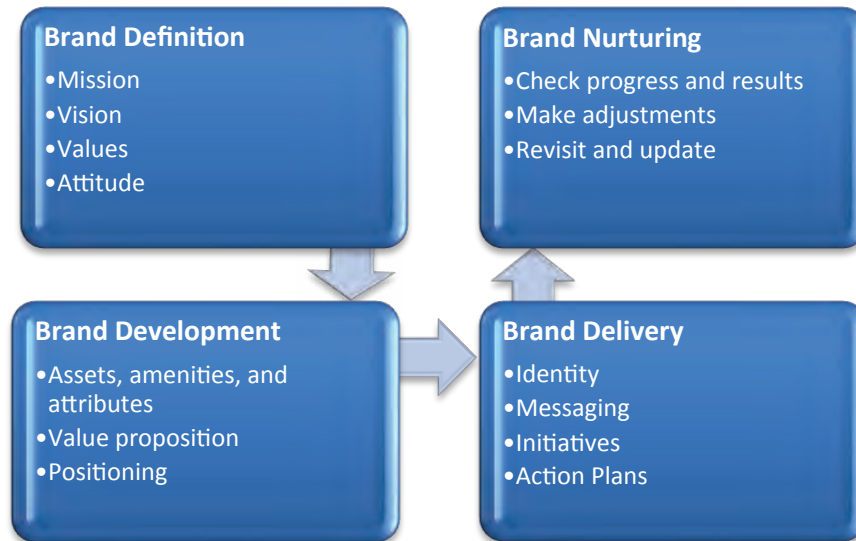 Brand Definition
•Mission
•Vision
•Values
•Attitude
Brand Development
•Assets, amenities, and
attributes
•Value proposition
•Positioning
Brand Delivery
•Identity
•Messaging
•Initiatives
•Action Plans
Brand Nurturing
•Check progress and results
•Make adjustments
•Revisit and update